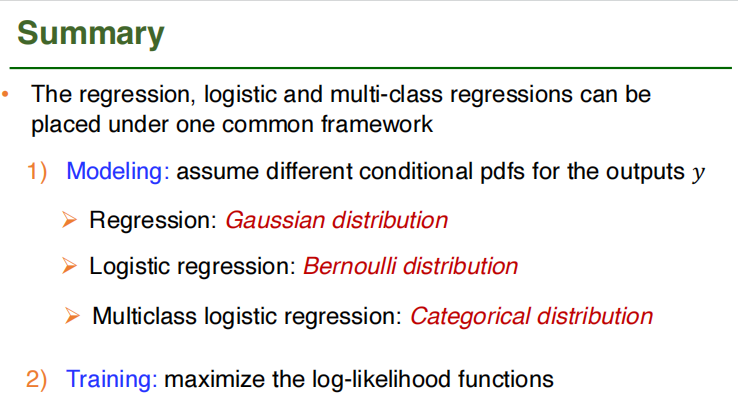 Summary
• The regression, logistic and multi-class regressions can be
placed under one common framework
1) Modeling: assume different conditional pdfs for the outputs y
➢ Regression: Gaussian distribution
➢ Logistic regression: Bernoulli distribution
➢ Multiclass logistic regression: Categorical distribution
2) Training: maximize the log-likelihood functions